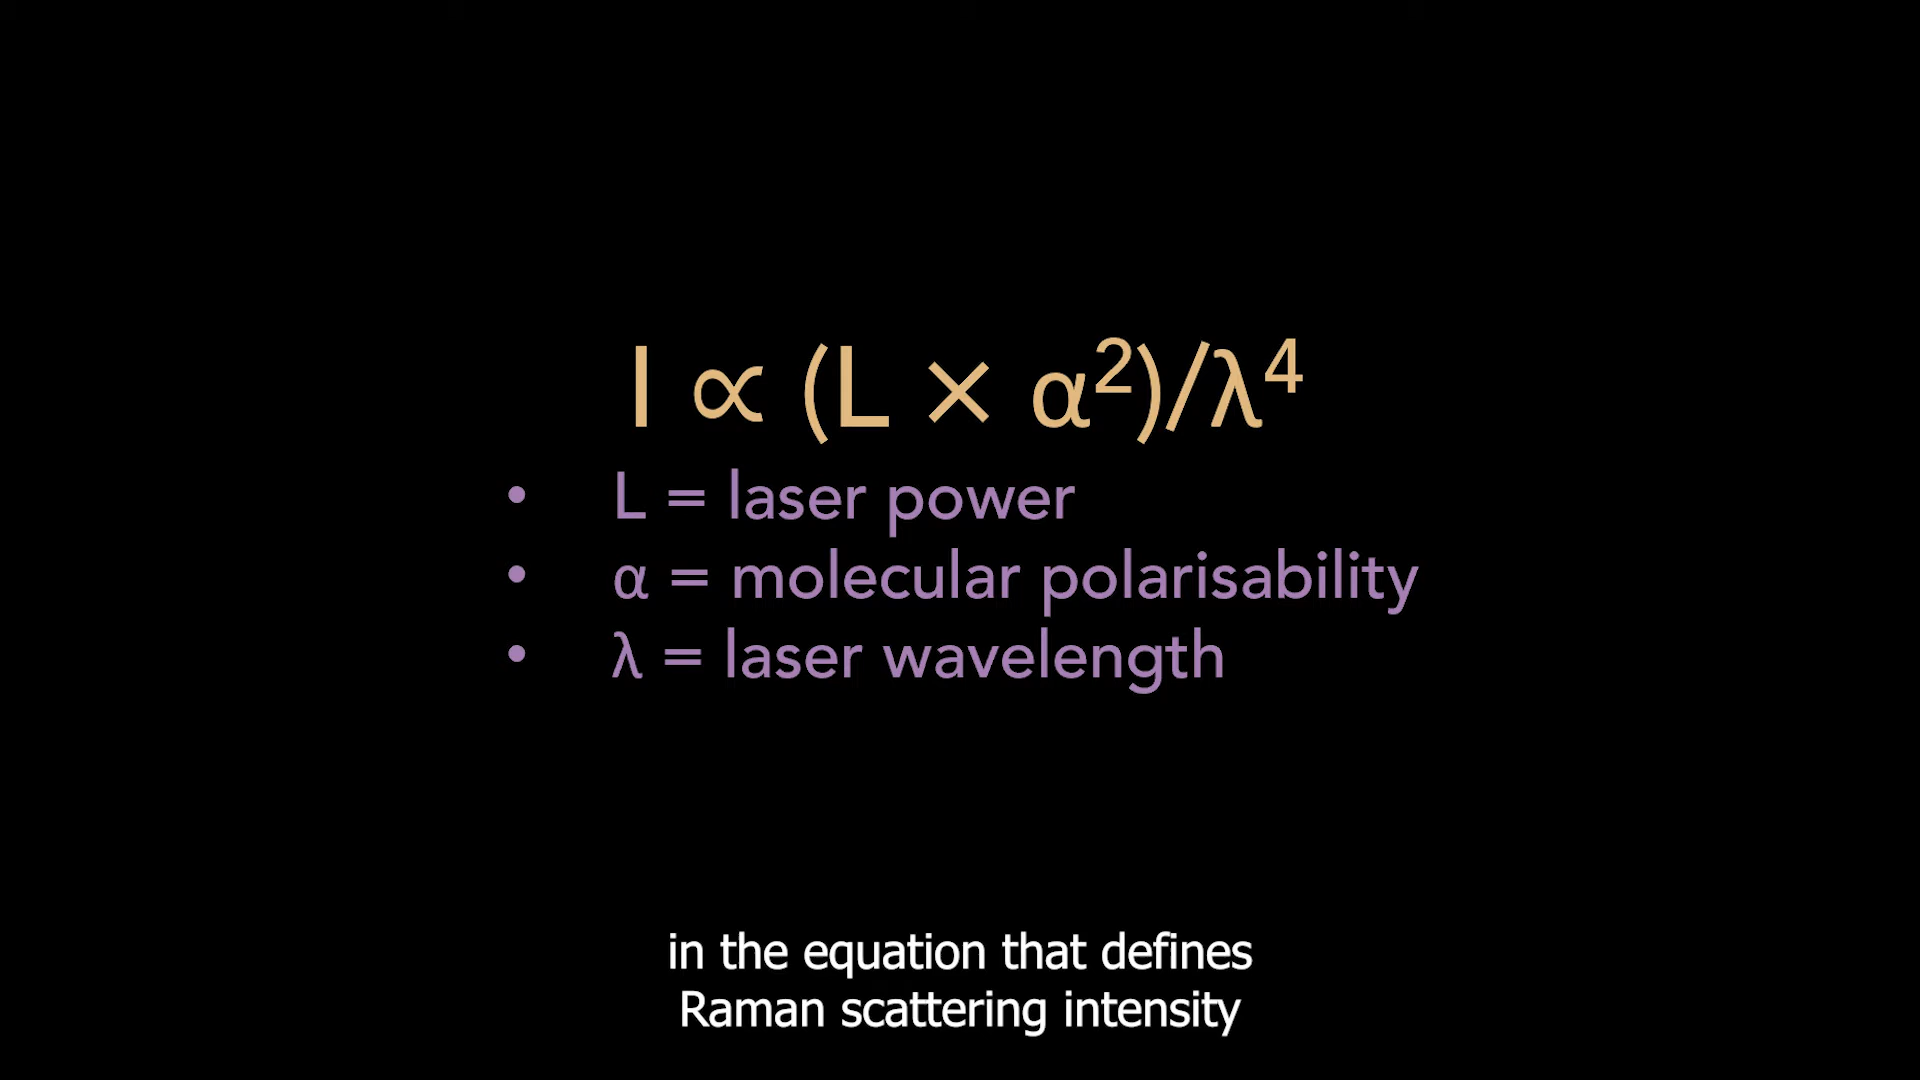 I ∝ (L × α²)/λ⁴
• L = laser power
• α = molecular polarisability
• λ = laser wavelength
in the equation that defines
Raman scattering intensity